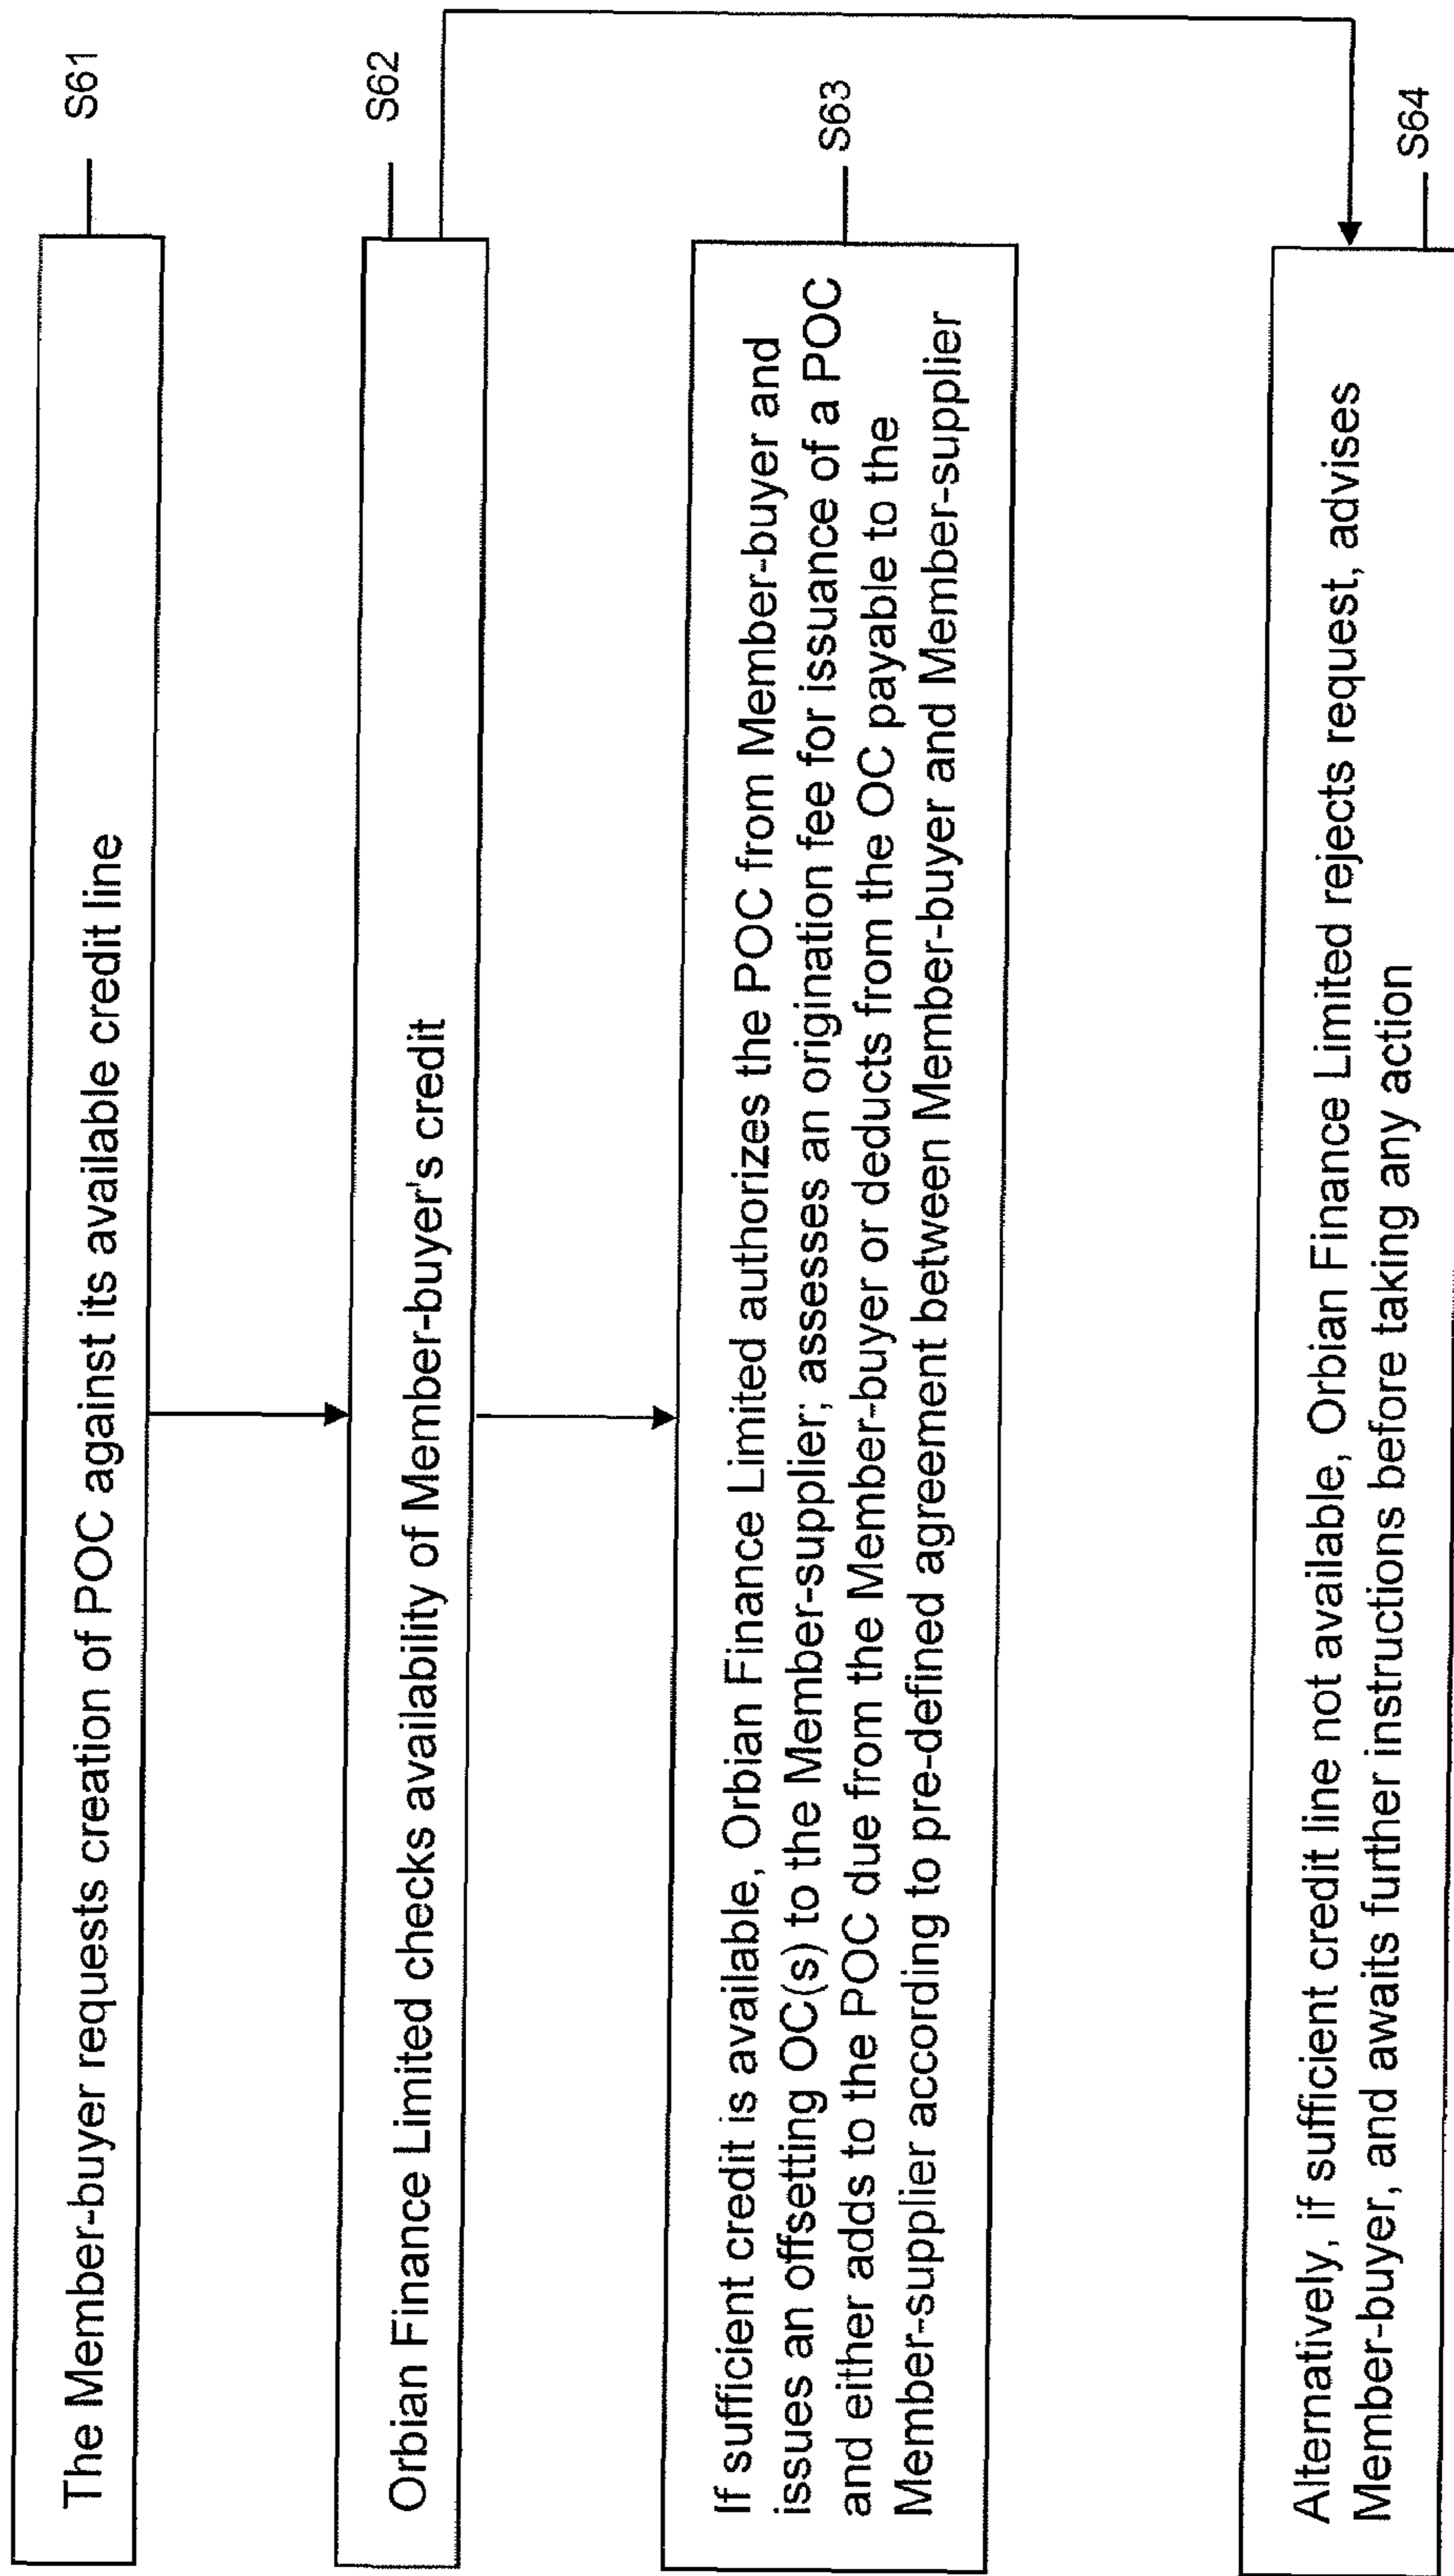 The Member-buyer requests creation of POC against its available credit line
S61
Orbian Finance Limited checks availability of Member-buyer's credit
S62
If sufficient credit is available, Orbian Finance Limited authorizes the POC from Member-buyer and
issues an offsetting OC(s) to the Member-supplier; assesses an origination fee for issuance of a POC
and either adds to the POC due from the Member-buyer or deducts from the OC payable to the
Member-supplier according to pre-defined agreement between Member-buyer and Member-supplier
S63
Alternatively, if sufficient credit line not available, Orbian Finance Limited rejects request, advises
Member-buyer, and awaits further instructions before taking any action
S64